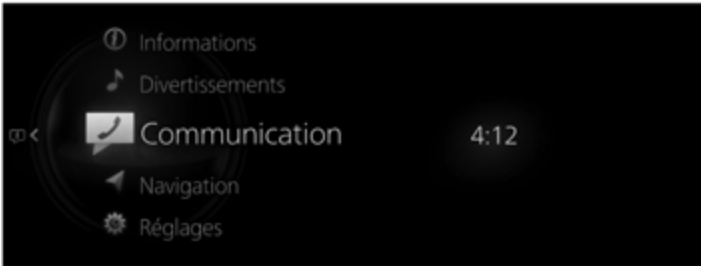 Informations
Divertissements
Communication
4:12
Navigation
Réglages